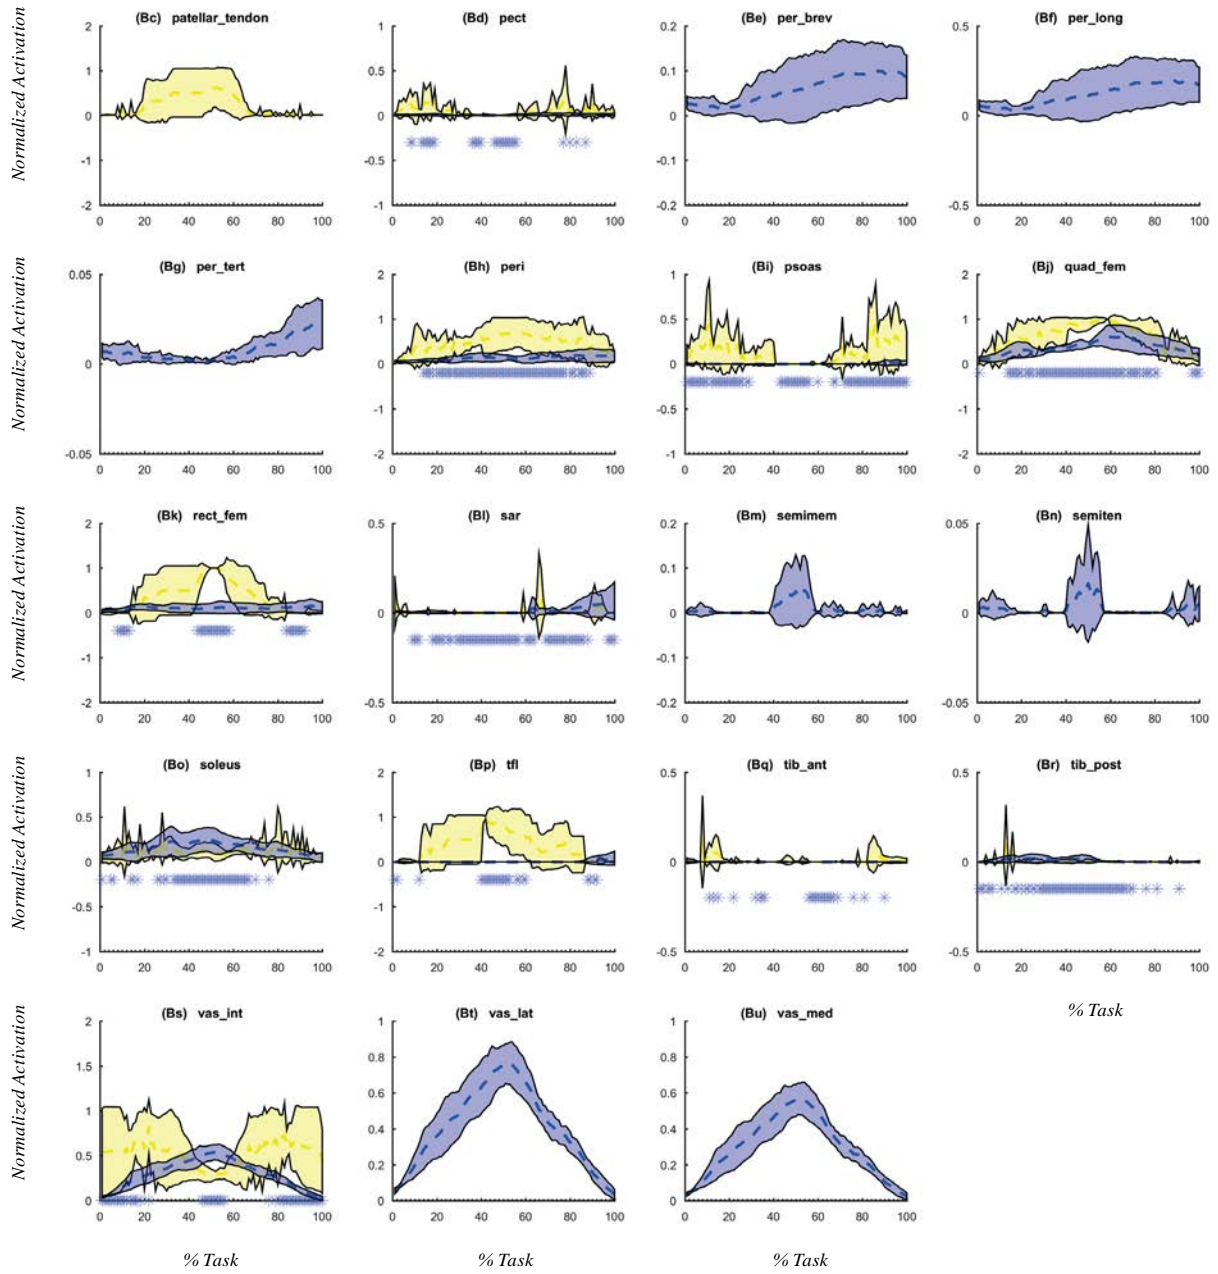 Normalized Activation
(Bc) patellar_tendon
2
1
0
-1
-2
0 20 40 60 80 100
(Bd) pect
1
0.5
0
-0.5
-1
0 20 40 60 80 100
(Be) per_brev
0.2
0.1
0
0.1
0.2
0 20 40 60 80 100
(Bf) per_long
0.5
0
-0.5
0 20 40 60 80 100
Normalized Activation
(Bg) per_tert
0.05
0
-0.05
0 20 40 60 80 100
(Bh) peri
2
1
0
-1
-2
0 20 40 60 80 100
(Bi) psoas
1
0.5
0
-0.5
-1
0 20 40 60 80 100
(Bj) quad_fem
2
1
0
-1
-2
0 20 40 60 80 100
Normalized Activation
(Bk) rect_fem
2
1
0
-1
-2
0 20 40 60 80 100
(Bl) sar
0.5
0
-0.5
0 20 40 60 80 100
(Bm) semimem
0.2
0.1
0
-0.1
-0.2
0 20 40 60 80 100
(Bn) semiten
0.05
0
-0.05
0 20 40 60 80 100
Normalized Activation
(Bo) soleus
1
0.5
0
-0.5
-1
0 20 40 60 80 100
(Bp) tfl
2
1
0
-1
-2
0 20 40 60 80 100
(Bq) tib_ant
0.5
0
-0.5
0 20 40 60 80 100
(Br) tib_post
0.5
0
-0.5
0 20 40 60 80 100
% Task
Normalized Activation
(Bs) vas_int
2
1.5
1
0.5
0
0 20 40 60 80 100
% Task
(Bt) vas_lat
1
0.8
0.6
0.4
0.2
0
0 20 40 60 80 100
% Task
(Bu) vas_med
1
0.8
0.6
0.4
0.2
0
0 20 40 60 80 100
% Task